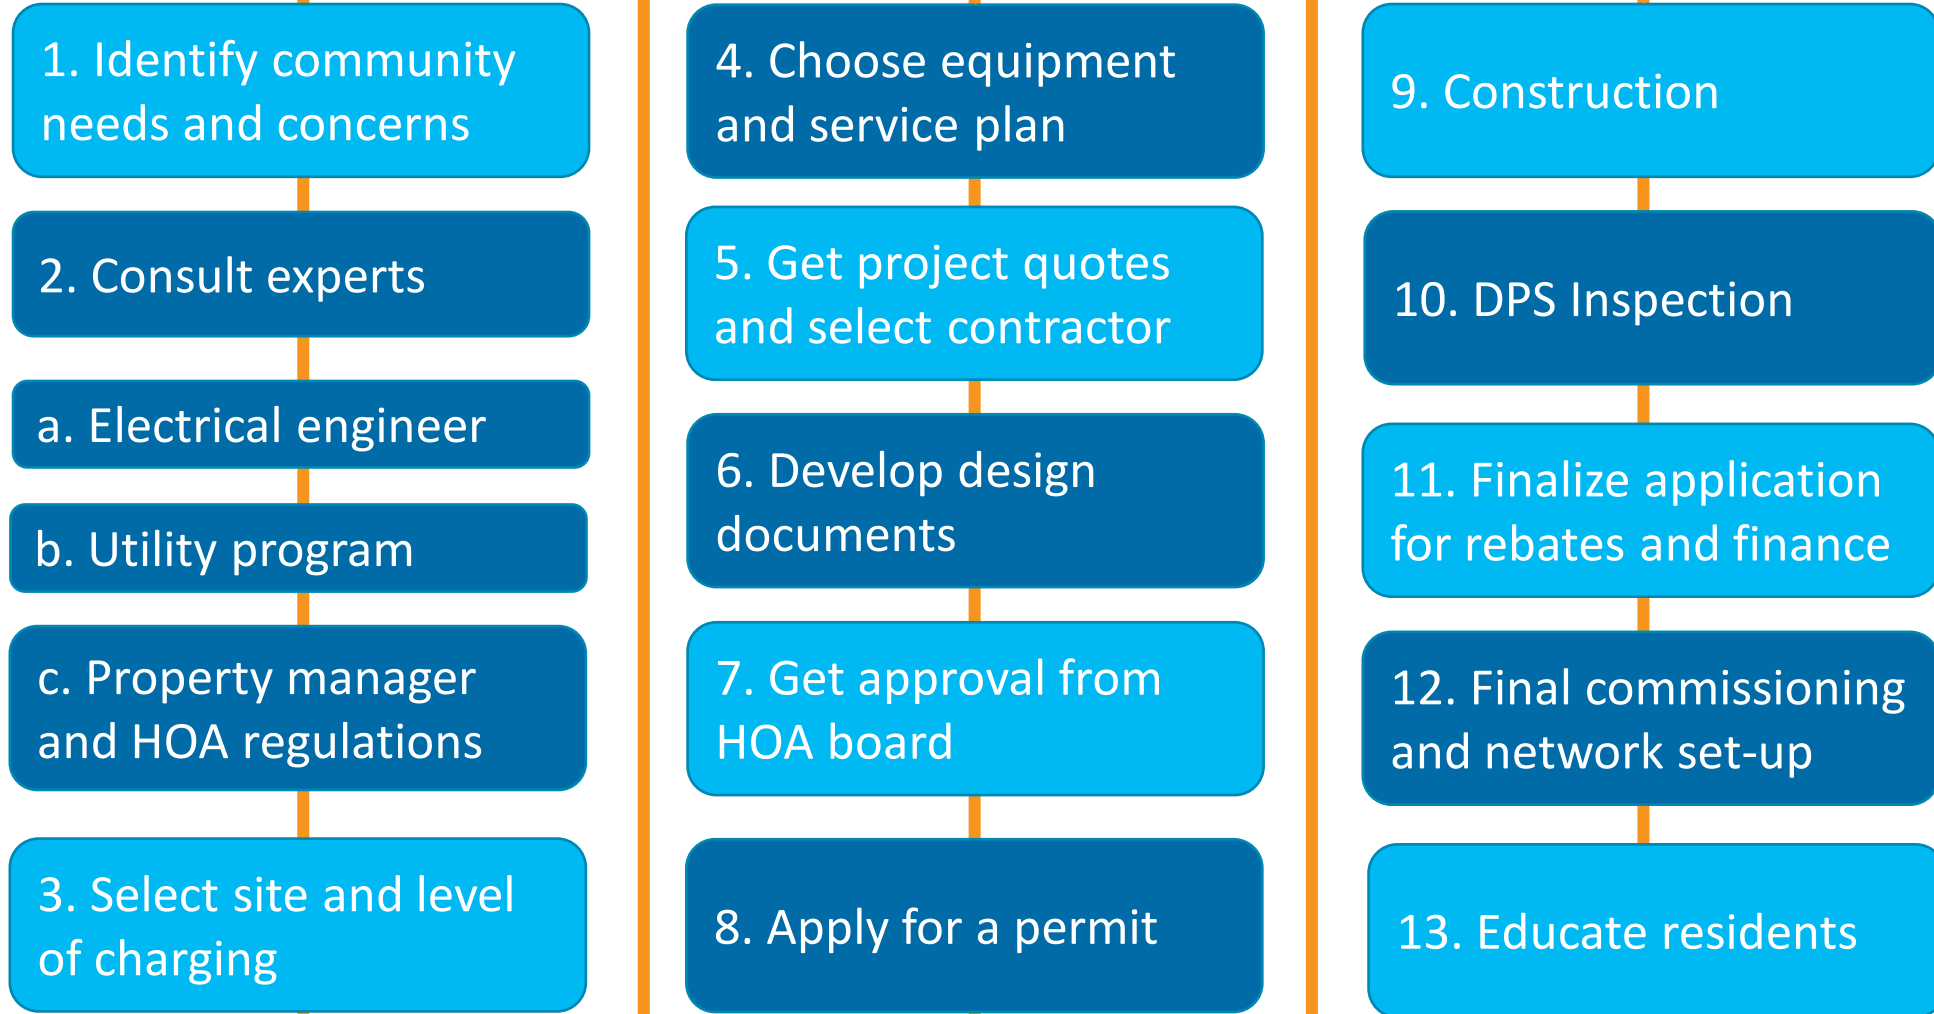 1. Identify community
needs and concerns
2. Consult experts
a. Electrical engineer
b. Utility program
c. Property manager
and HOA regulations
3. Select site and level
of charging
4. Choose equipment
and service plan
5. Get project quotes
and select contractor
6. Develop design
documents
7. Get approval from
HOA board
8. Apply for a permit
9. Construction
10. DPS Inspection
11. Finalize application
for rebates and finance
12. Final commissioning
and network set-up
13. Educate residents